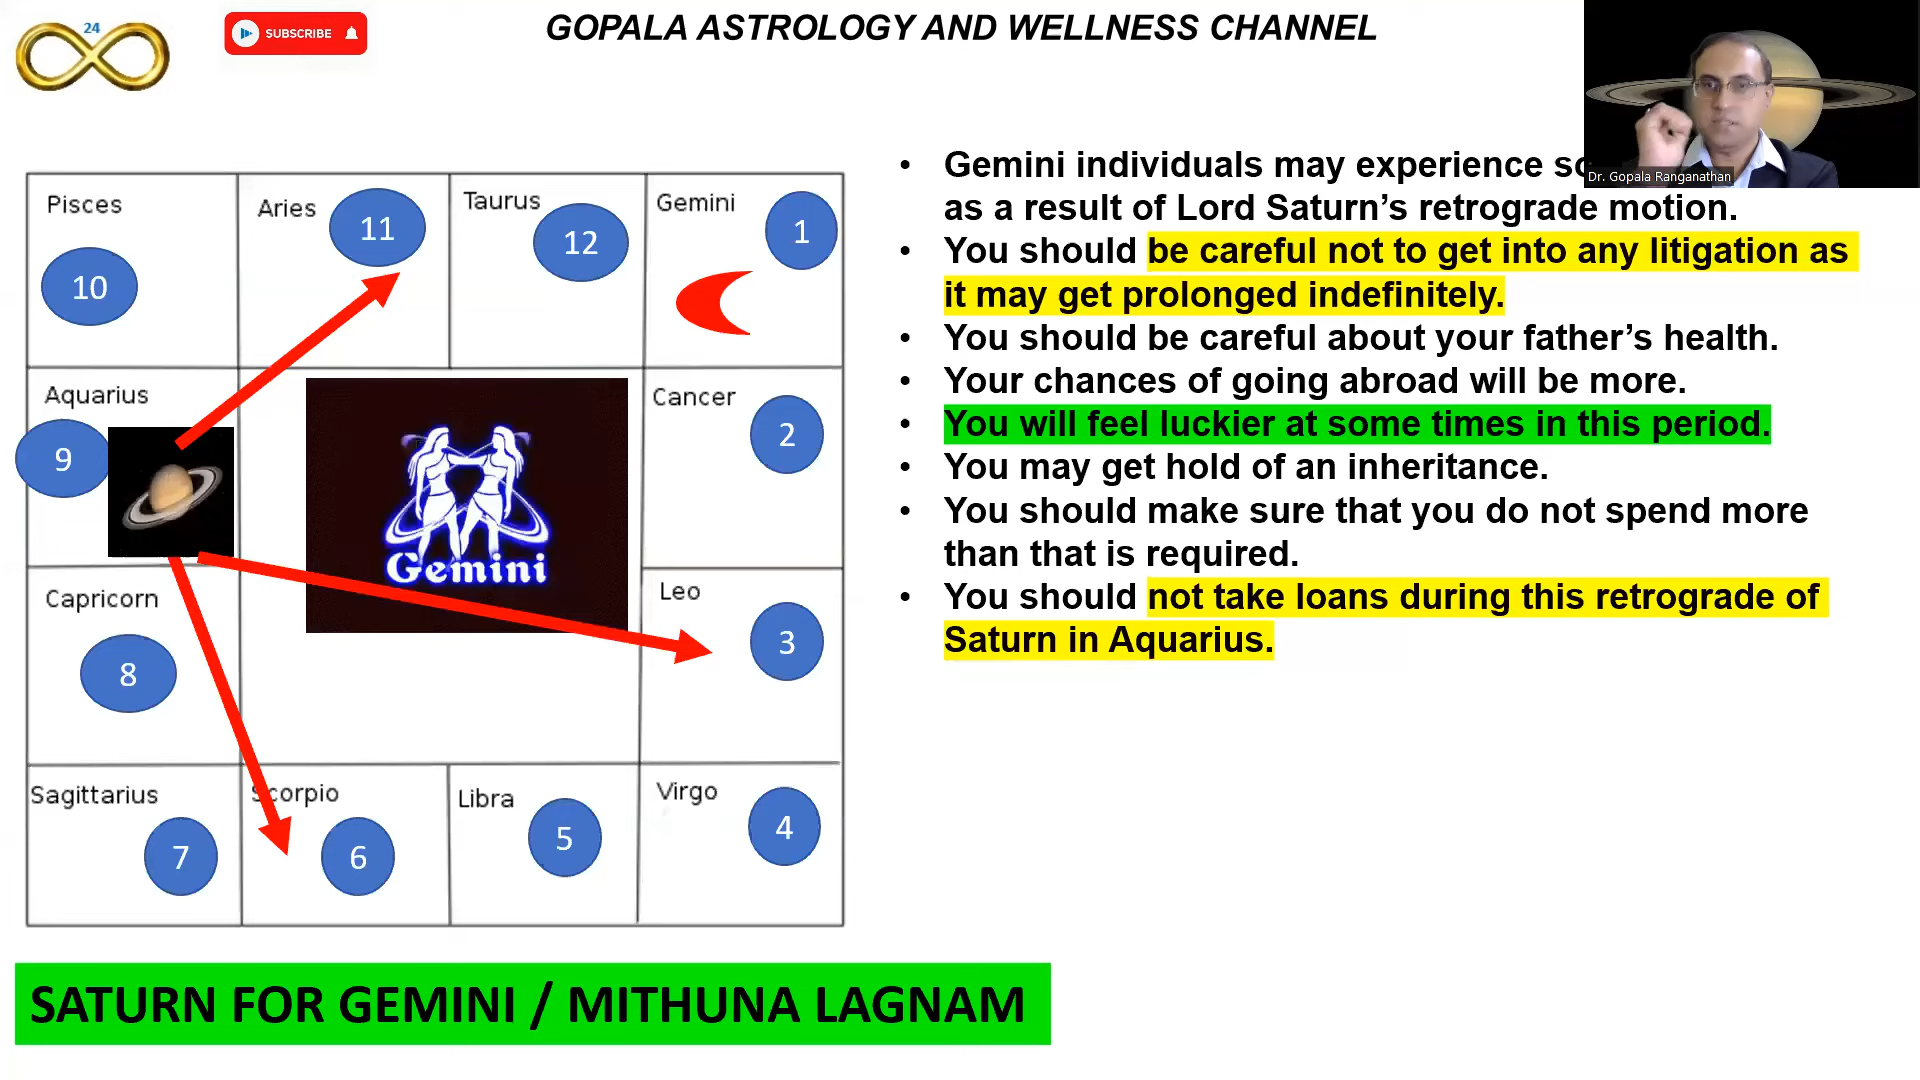 24
SUBSCRIBE
GOPALA ASTROLOGY AND WELLNESS CHANNEL
Dr. Gopala Ranganathan
Pisces
10
Aries
11
Taurus
12
Gemini
1
Aquarius
9
Cancer
2
Gemini
Capricorn
8
Leo
3
Sagittarius
7
Scorpio
6
Libra
5
Virgo
4
• Gemini individuals may experience
as a result of Lord Saturn’s retrograde motion.
• You should be careful not to get into any litigation as
it may get prolonged indefinitely.
• You should be careful about your father’s health.
• Your chances of going abroad will be more.
• You will feel luckier at some times in this period.
• You may get hold of an inheritance.
• You should make sure that you do not spend more
than that is required.
• You should not take loans during this retrograde of
Saturn in Aquarius.
SATURN FOR GEMINI / MITHUNA LAGNAM